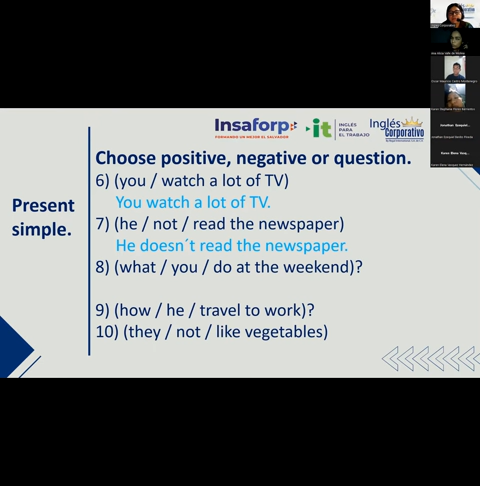 Insaforp
FORMANDO UN MEJOR EL SALVADOR
it
INGLÉS
PARA
EL TRABAJO
Inglés
Corporativo
Choose positive, negative or question.
6) (you / watch a lot of TV)
You watch a lot of TV.
Present
simple.
7) (he / not / read the newspaper)
He doesn´t read the newspaper.
8) (what / you / do at the weekend)?
9) (how / he / travel to work)?
10) (they / not / like vegetables)